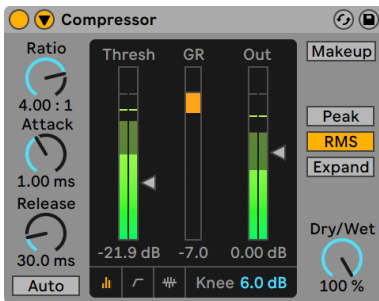 Compressor
Ratio
4.00 : 1
Attack
1.00 ms
Release
30.0 ms
Auto
Thresh GR Out
-21.9 dB -7.0 0.00 dB
Knee 6.0 dB
Makeup
Peak
RMS
Expand
Dry/Wet
100 %